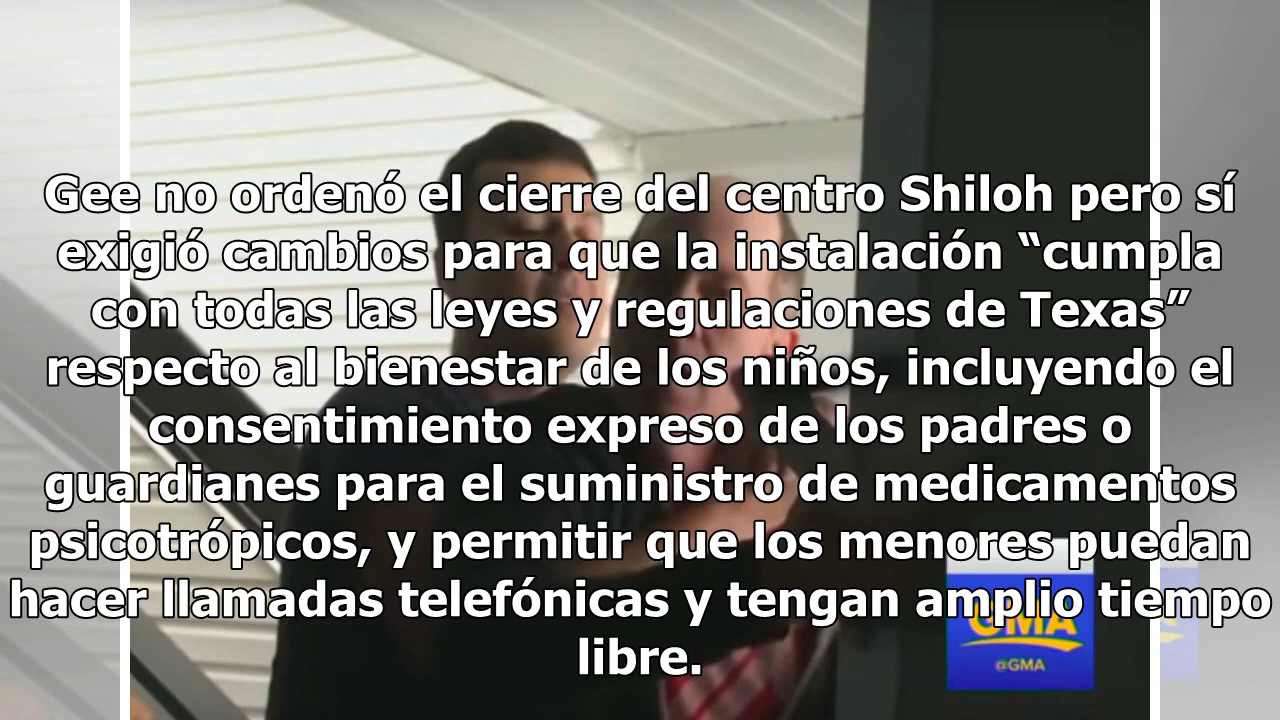 Gee no ordenó el cierre del centro Shiloh pero sí
exigió cambios para que la instalación “cumpla
con todas las leyes y regulaciones de Texas”
respecto al bienestar de los niños, incluyendo el
consentimiento expreso de los padres o
guardianes para el suministro de medicamentos
psicotrópicos, y permitir que los menores puedan
hacer llamadas telefónicas y tengan amplio tiempo
libre.
GMA
@GMA